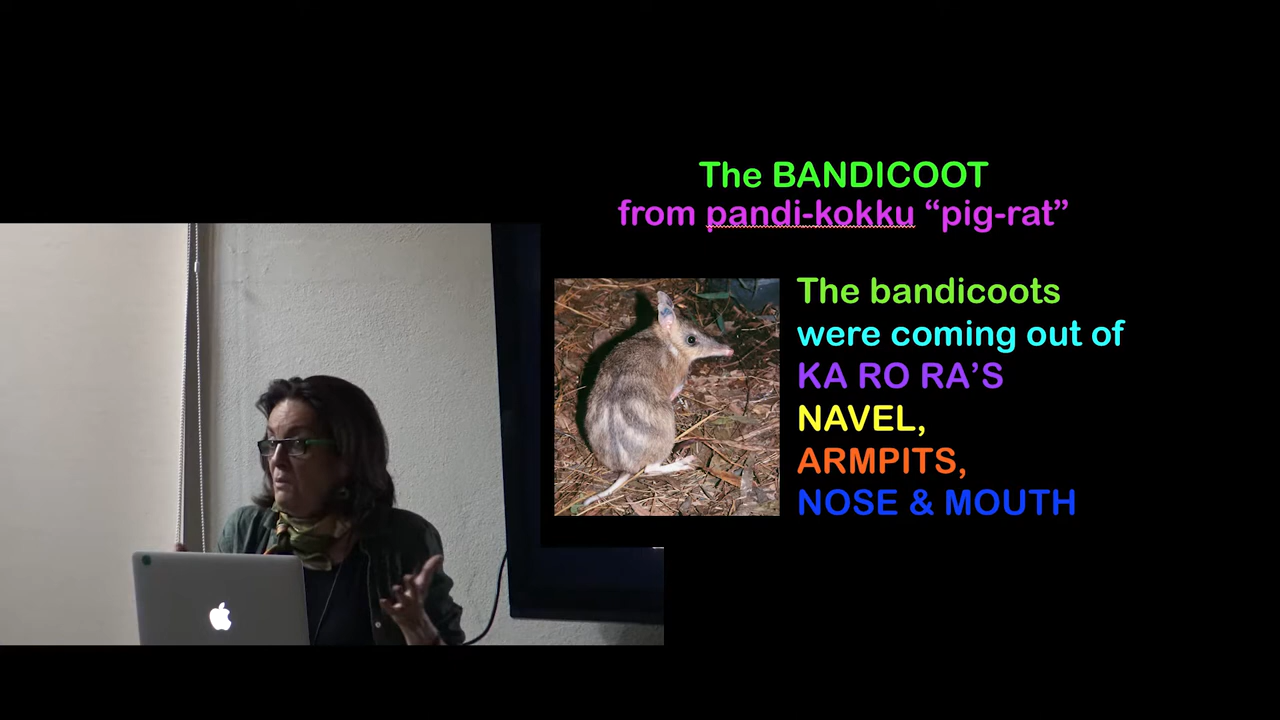 The BANDICOOT
from pandi-kokku “pig-rat”
The bandicoots
were coming out of
KA RO RA’S
NAVEL,
ARMPITS,
NOSE & MOUTH